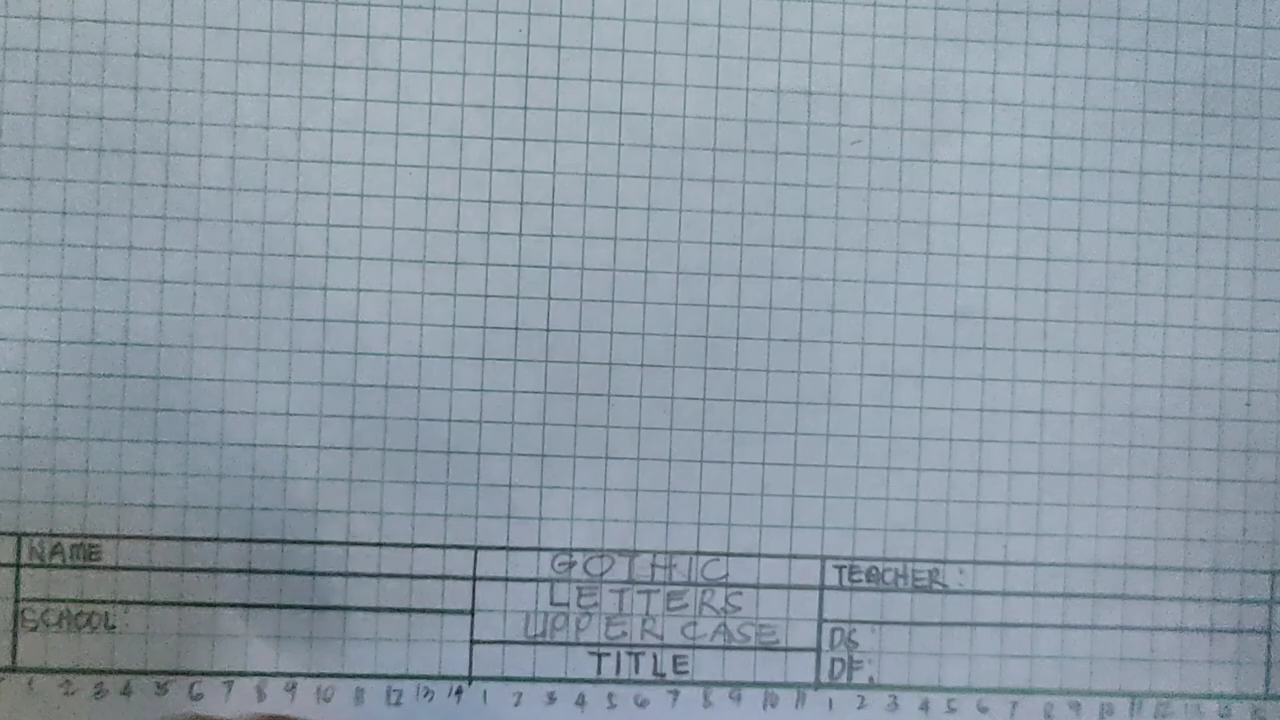 NAME
SCHOOL:
GOTHIC
LETTERS
UPPER CASE
TITLE
TEACHER:
DS
DF:
1 2 3 4 5 6 7 8 9 10 11 12 13 14 1 2 3 4 5 6 7 8 9 10 11 1 2 3 4 5 6 7 8 9 10 11 12 13